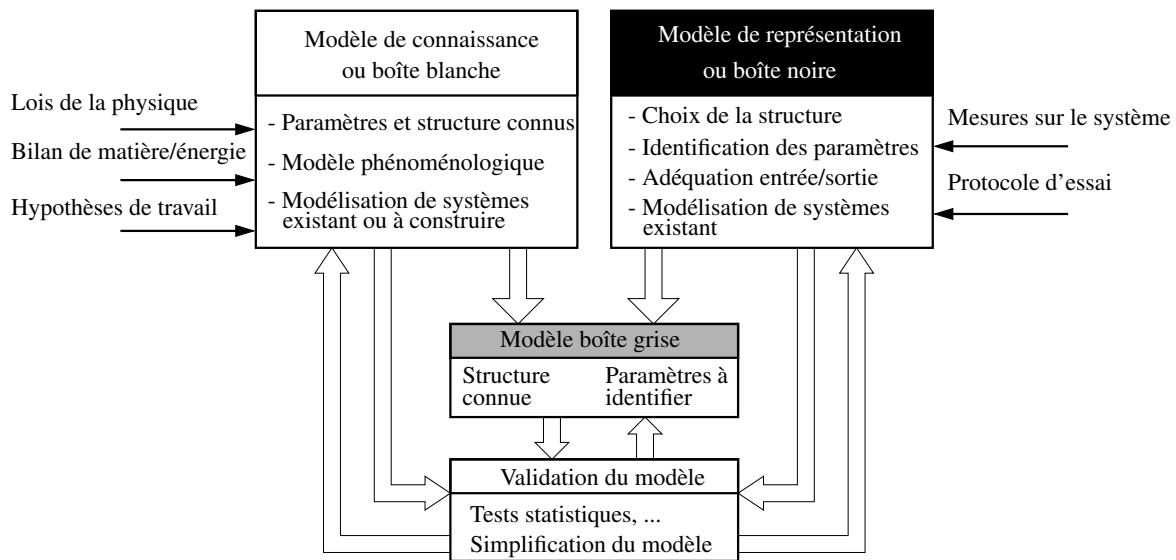 Modèle de connaissance
ou boîte blanche
Modèle de représentation
ou boîte noire
Lois de la physique
Bilan de matière/énergie
Hypothèses de travail
- Paramètres et structure connus
- Modèle phénoménologique
- Modélisation de systèmes
existant ou à construire
- Choix de la structure
- Identification des paramètres
- Adéquation entrée/sortie
- Modélisation de systèmes
existant
Mesures sur le système
Protocole d'essai
Modèle boîte grise
Structure
connue
Paramètres à
identifier
Validation du modèle
Tests statistiques, ...
Simplification du modèle